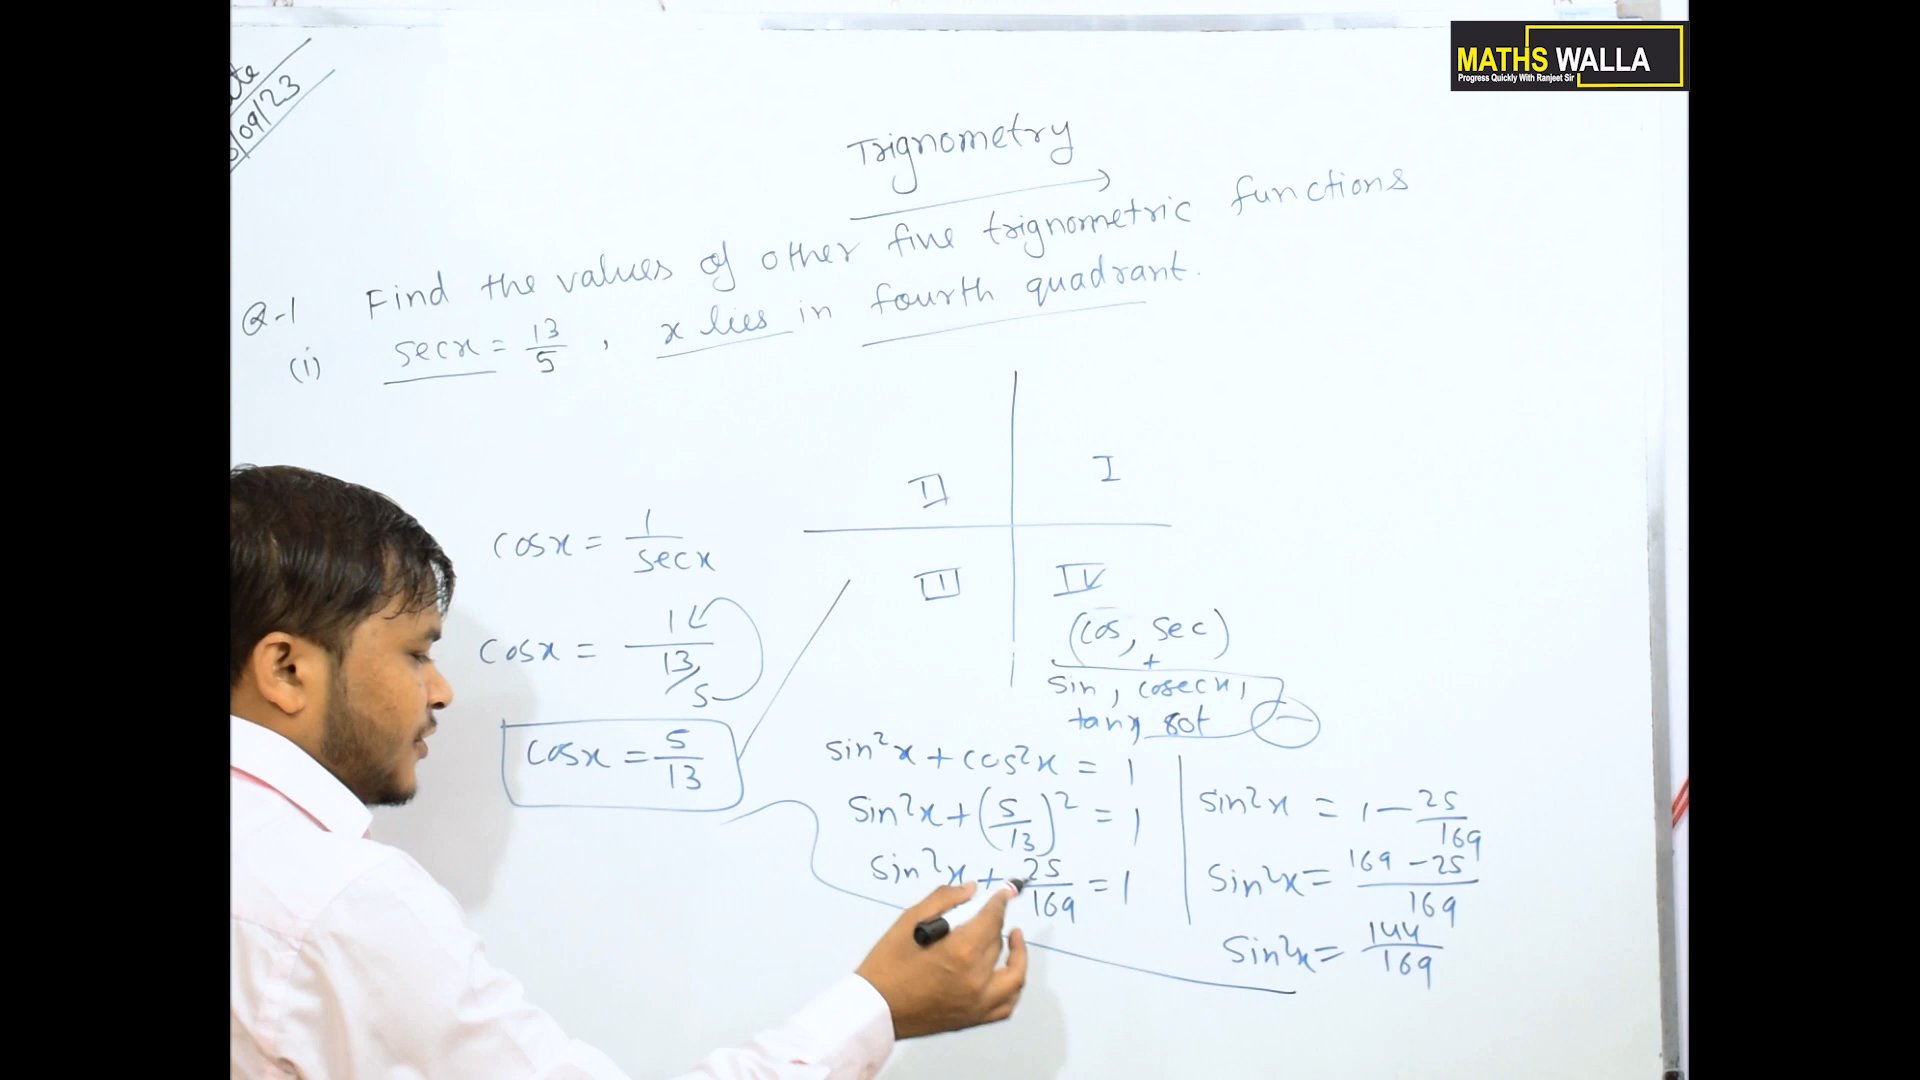 MATHS WALLA
Progress Quickly With Ranjeet Sir
/09/23
Trignometry
Q-1 Find the values of other five trignometric functions
(i) secx = 13/5 , x lies in fourth quadrant.
II I
III IV
cosx = 1/secx
cosx = 1/13/5
cosx = 5/13
(cos, sec)
+
sin, cosecx,
tanx
−
sin²x + cos²x = 1
sin²x + (5/13)² = 1
sin²x + 25/169 = 1
sin²x = 1 − 25/169
sin²x = 169 − 25/169
sin²x = 144/169